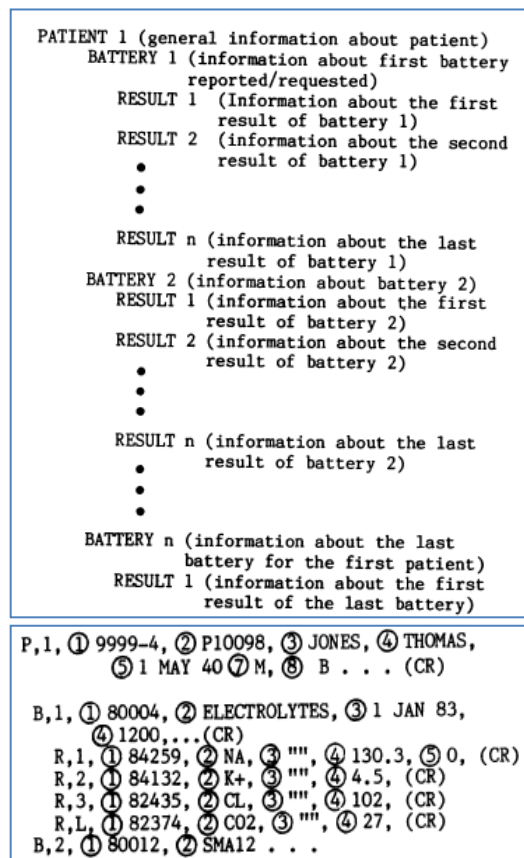 PATIENT 1 (general information about patient)
BATTERY 1 (information about first battery
reported/requested)
RESULT 1 (Information about the first
result of battery 1)
RESULT 2 (information about the second
result of battery 1)
RESULT n (information about the last
result of battery 1)
BATTERY 2 (information about battery 2)
RESULT 1 (information about the first
result of battery 2)
RESULT 2 (information about the second
result of battery 2)
RESULT n (information about the last
result of battery 2)
BATTERY n (information about the last
battery for the first patient)
RESULT 1 (information about the first
result of the last battery)
P,1, ① 9999-4, ② P10098, ③ JONES, ④ THOMAS,
⑤ 1 MAY 40 ⑦ M, ⑧ B . . . (CR)
B,1, ① 80004, ② ELECTROLYTES, ③ 1 JAN 83,
④ 1200,...(CR)
R,1, ① 84259, ② NA, ③ "", ④ 130.3, ⑤ 0, (CR)
R,2, ① 84132, ② K+, ③ "", ④ 4.5, (CR)
R,3, ① 82435, ② CL, ③ "", ④ 102, (CR)
R,L, ① 82374, ② CO2, ③ "", ④ 27, (CR)
B,2, ① 80012, ② SMA12 . . .